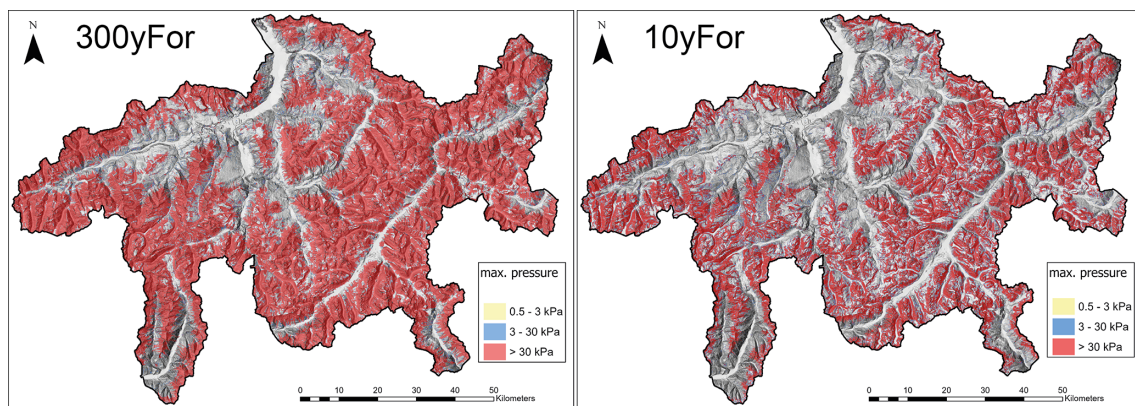 N
300yFor
max. pressure
0.5 - 3 kPa
3 - 30 kPa
> 30 kPa
0 10 20 30 40 50
Kilometers
N
10yFor
max. pressure
0.5 - 3 kPa
3 - 30 kPa
> 30 kPa
0 10 20 30 40 50
Kilometers